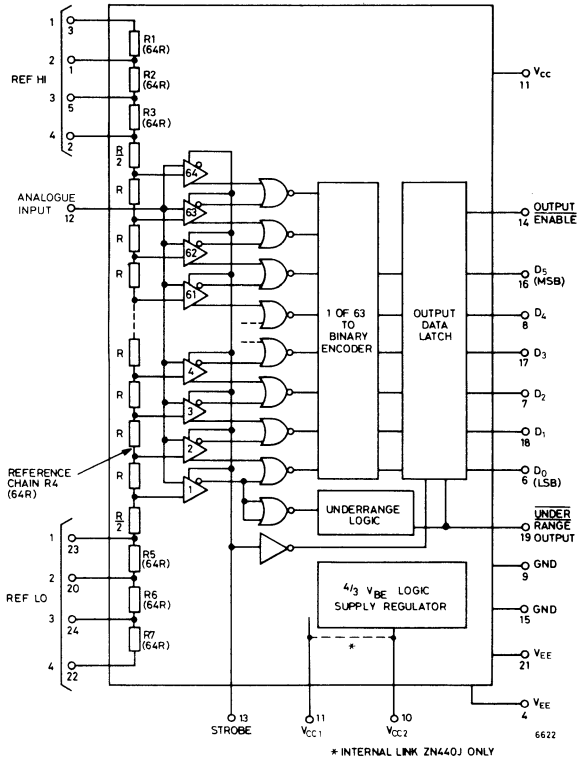 REF HI
1
3
2
1
3
5
4
2
R1
(64R)
R2
(64R)
R3
(64R)
R/2
R
R
R
ANALOGUE
INPUT
12
64
63
62
61
4
3
2
1
R
R
R
R
R/2
REFERENCE
CHAIN R4
(64R)
REF LO
1
23
2
20
3
24
4
22
R5
(64R)
R6
(64R)
R7
(64R)
1 OF 63
TO
BINARY
ENCODER
OUTPUT
DATA
LATCH
UNDERRANGE
LOGIC
4/3 VBE LOGIC
SUPPLY REGULATOR
*
VCC
11
OUTPUT
ENABLE
14
D5
(MSB)
16
D4
8
D3
17
D2
7
D1
18
D0
(LSB)
6
UNDER
RANGE
OUTPUT
19
GND
9
GND
15
VEE
21
VEE
4
13
STROBE
11
VCC1
10
VCC2
6622
* INTERNAL LINK ZN440J ONLY